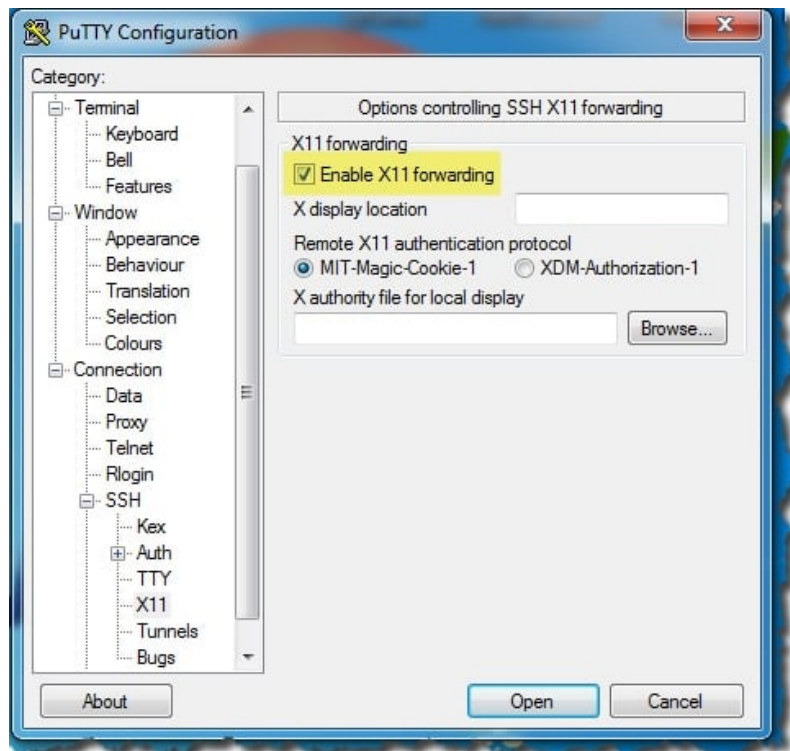 PuTTY Configuration
Category:
Terminal
Keyboard
Bell
Features
Window
Appearance
Behaviour
Translation
Selection
Colours
Connection
Data
Proxy
Telnet
Rlogin
SSH
Kex
Auth
TTY
X11
Tunnels
Bugs
Options controlling SSH X11 forwarding
X11 forwarding
Enable X11 forwarding
X display location
Remote X11 authentication protocol
MIT-Magic-Cookie-1 XDM-Authorization-1
X authority file for local display
Browse...
About Open Cancel